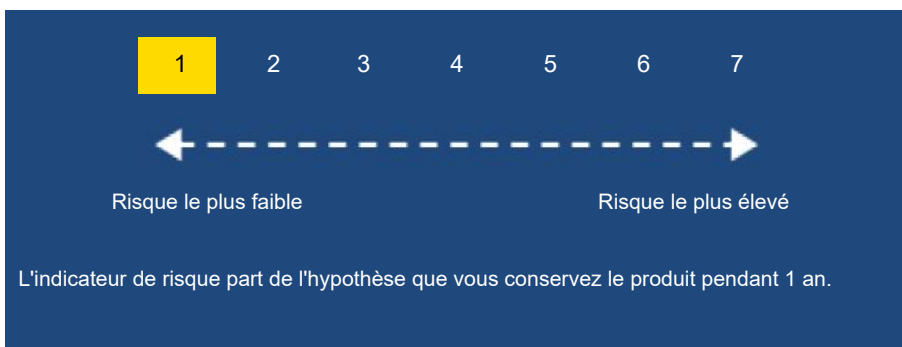 1 2 3 4 5 6 7
Risque le plus faible Risque le plus élevé
L'indicateur de risque part de l'hypothèse que vous conservez le produit pendant 1 an.